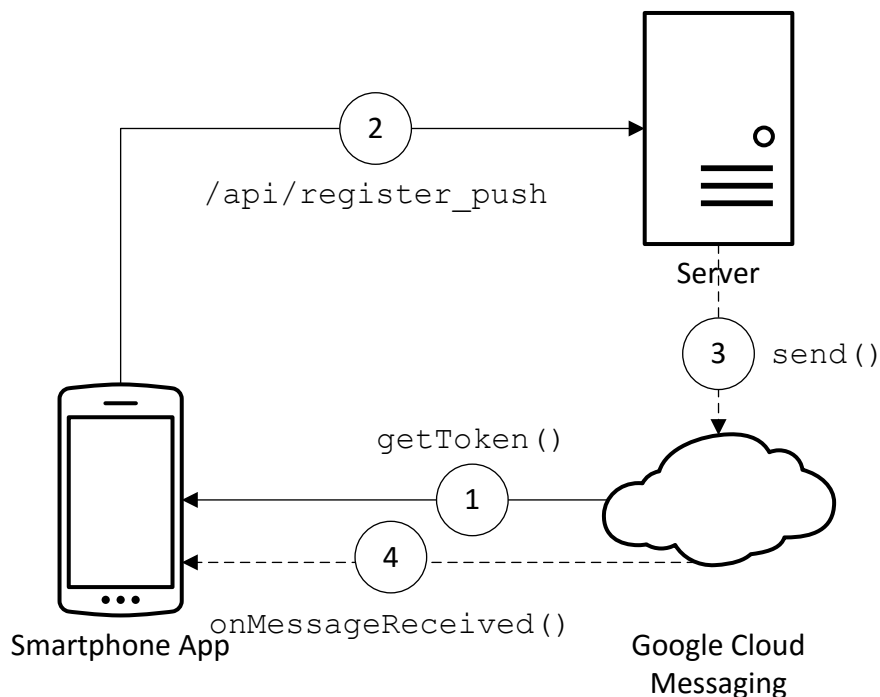 2
/api/register_push
Server
3
send()
getToken()
1
4
onMessageReceived()
Smartphone App
Google Cloud
Messaging